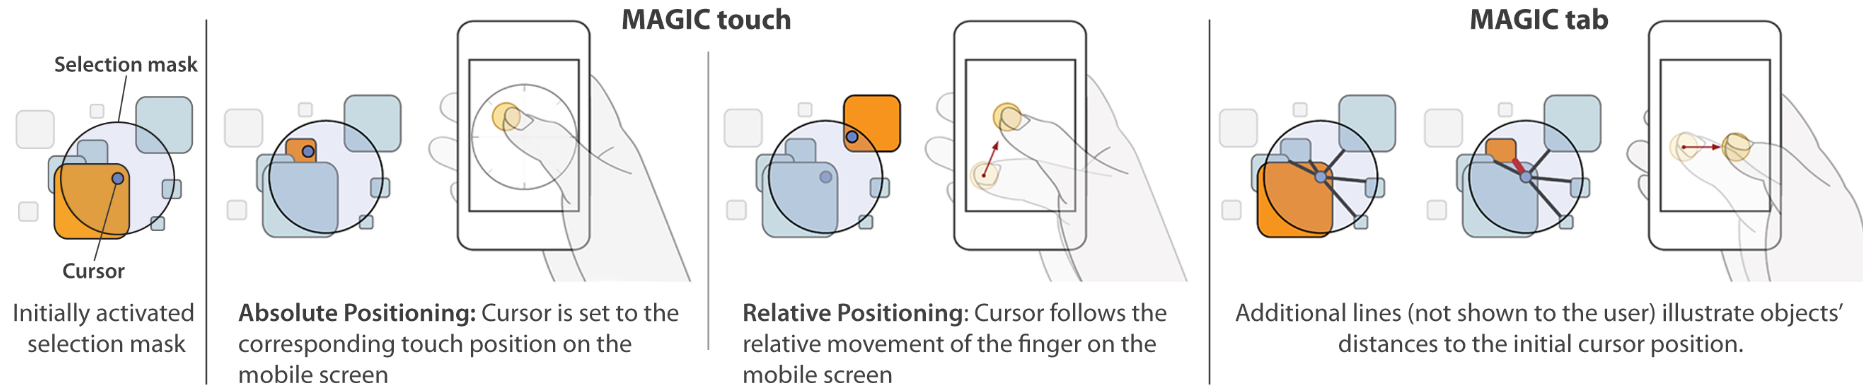 MAGIC touch
MAGIC tab
Selection mask
Cursor
Initially activated
selection mask
Absolute Positioning: Cursor is set to the
corresponding touch position on the
mobile screen
Relative Positioning: Cursor follows the
relative movement of the finger on the
mobile screen
Additional lines (not shown to the user) illustrate objects’
distances to the initial cursor position.